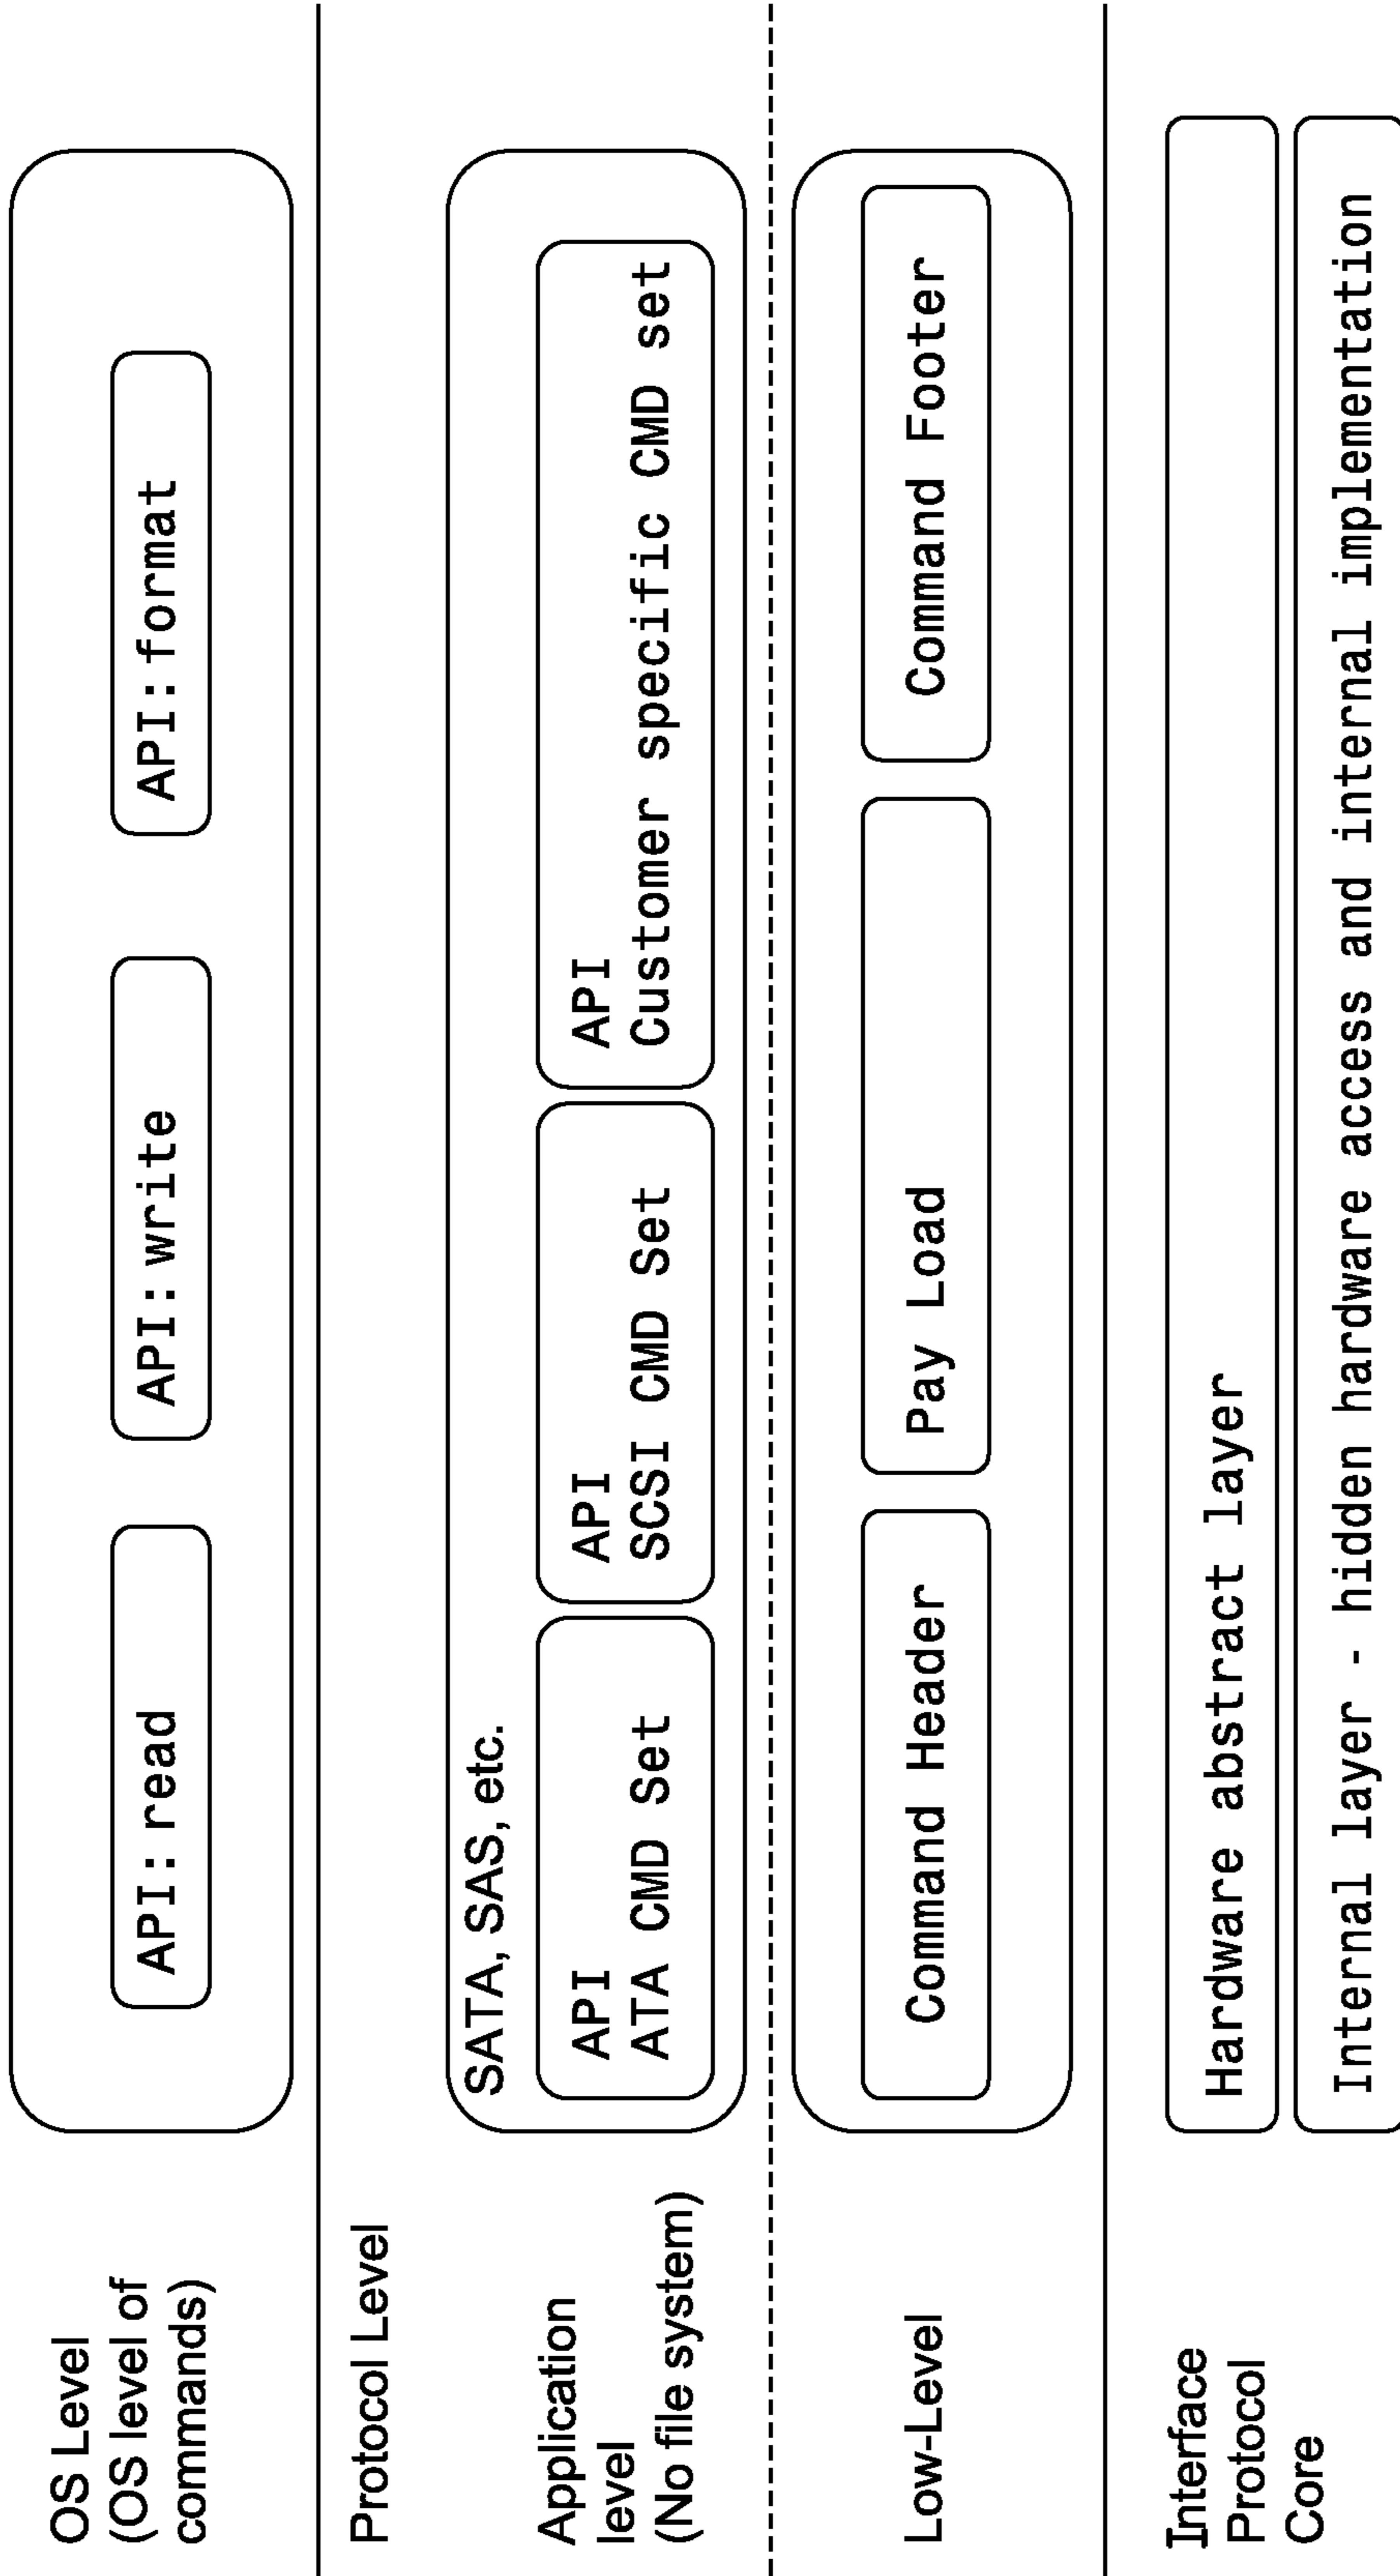 OS Level
(OS level of
commands)
API:read
API:write
API:format
Protocol Level
Application
level
(No file system)
SATA, SAS, etc.
API
ATA CMD Set
API
SCSI CMD Set
API
Customer specific CMD set
Low-Level
Command Header
Pay Load
Command Footer
Interface
Protocol
Core
Hardware abstract layer
Internal layer - hidden hardware access and internal implementation